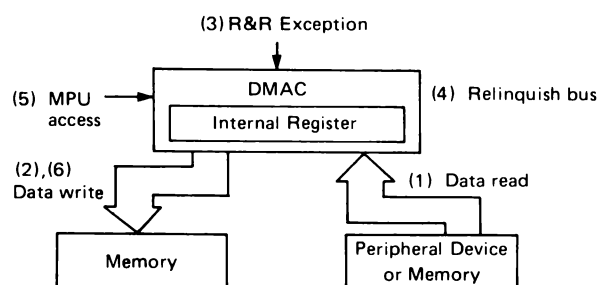 (3) R&R Exception
DMAC
(5) MPU
access
(4) Relinquish bus
Internal Register
(2),(6)
Data write
(1) Data read
Memory
Peripheral Device
or Memory